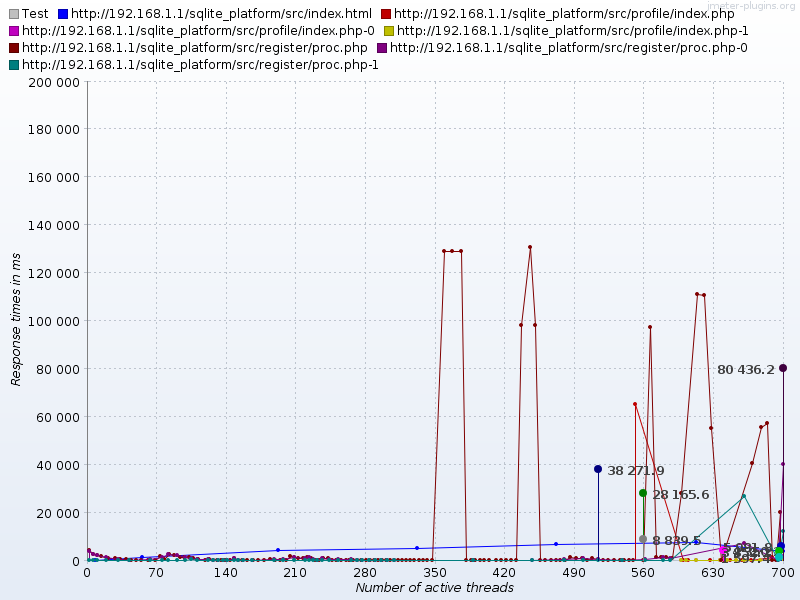 Test http://192.168.1.1/sqlite_platform/src/index.html http://192.168.1.1/sqlite_platform/src/profile/index.php
jmeter-plugins.org
http://192.168.1.1/sqlite_platform/src/profile/index.php-0 http://192.168.1.1/sqlite_platform/src/profile/index.php-1
http://192.168.1.1/sqlite_platform/src/register/proc.php http://192.168.1.1/sqlite_platform/src/register/proc.php-0
http://192.168.1.1/sqlite_platform/src/register/proc.php-1
200 000
180 000
160 000
140 000
120 000
100 000
80 000
60 000
40 000
20 000
0
Response times in ms
80 436.2
38 271.9
28 165.6
8 839.5
0 70 140 210 280 350 420 490 560 630 700
Number of active threads